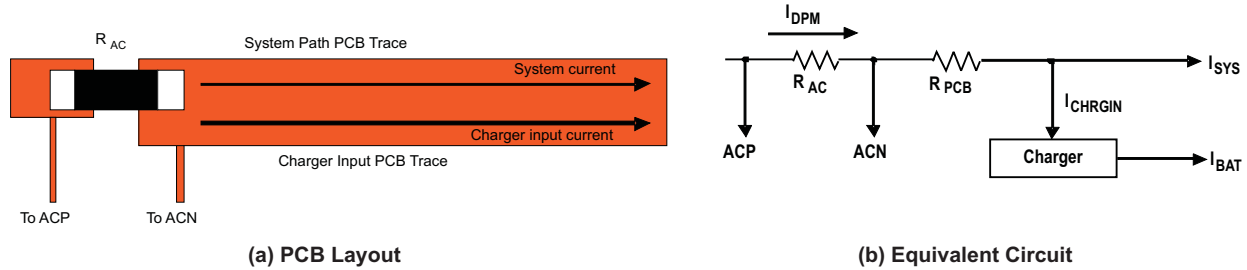 R AC
System Path PCB Trace
System current
Charger input current
Charger Input PCB Trace
To ACP
To ACN
(a) PCB Layout
I DPM
R AC
R PCB
I SYS
I CHRGIN
ACP
ACN
Charger
I BAT
(b) Equivalent Circuit